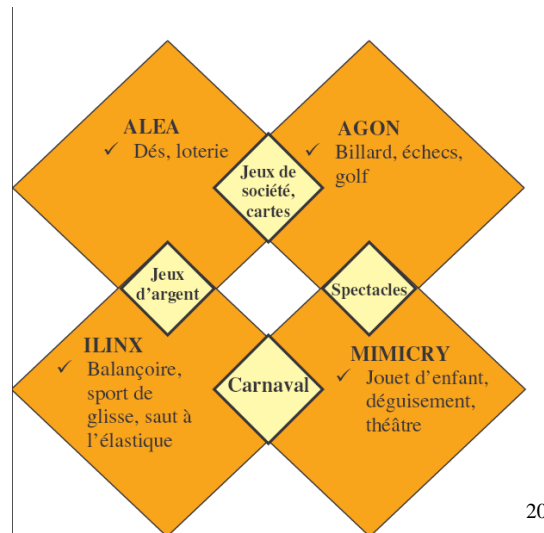 ALEA
✓ Dés, loterie
AGON
✓ Billard, échecs,
golf
Jeux de
société,
cartes
Jeux
d'argent
Spectacles
ILINX
✓ Balançoire,
sport de
glisse, saut à
l'élastique
Carnaval
MIMICRY
✓ Jouet d'enfant,
déguisement,
théâtre
20